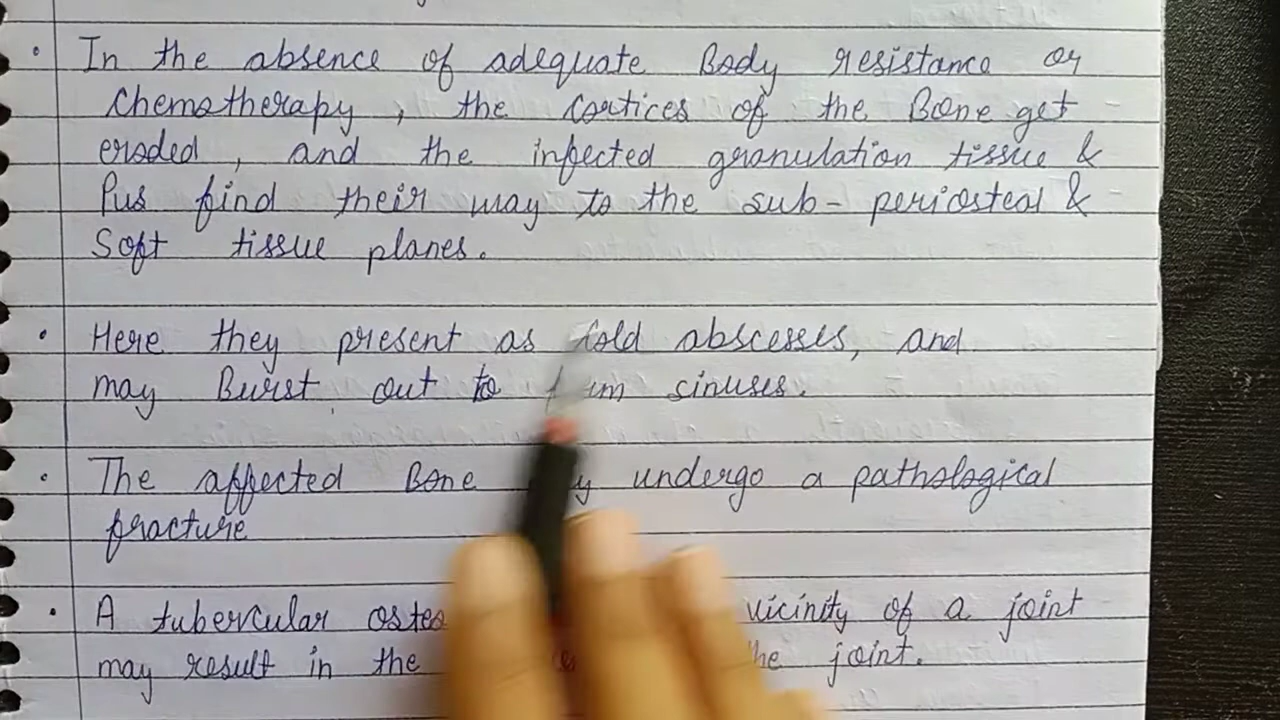 • In the absence of adequate Body resistance or
Chemotherapy, the Cortices of the Bone get
eroded, and the infected granulation tissue &
Pus find their way to the sub-periosteal &
Soft tissue planes.
• Here they present as Cold abscesses, and
may Burst out to sinuses.
• The affected Bone undergo a pathological
fracture
• A tubercular vicinity of a joint
may result in the joint.